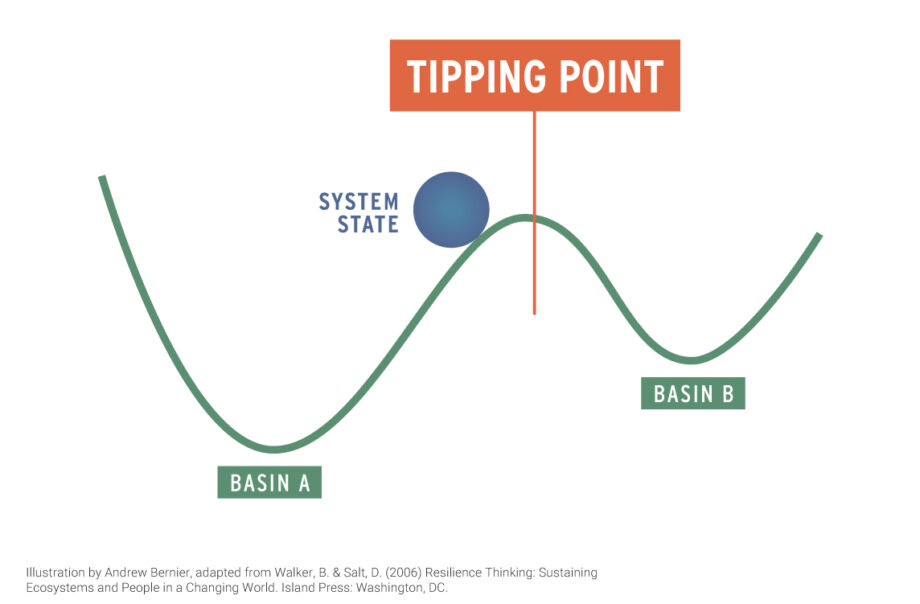 TIPPING POINT
SYSTEM
STATE
BASIN B
BASIN A
Illustration by Andrew Bernier, adapted from Walker, B. & Salt, D. (2006) Resilience Thinking: Sustaining
Ecosystems and People in a Changing World. Island Press: Washington, DC.